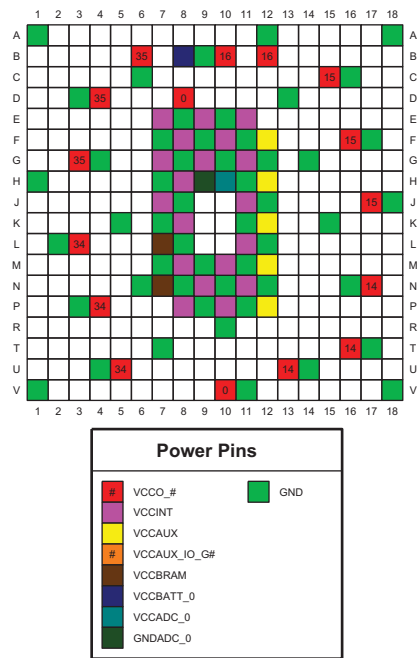 1 2 3 4 5 6 7 8 9 10 11 12 13 14 15 16 17 18
A A
B 35 16 16 B
C 15 C
D 35 0 D
E E
F 15 F
G 35 G
H H
J 15 J
K K
L 34 L
M M
N 14 N
P 34 P
R R
T 14 T
U 34 14 U
V 0 V
1 2 3 4 5 6 7 8 9 10 11 12 13 14 15 16 17 18
Power Pins
# VCCO_# GND
VCCINT
VCCAUX
# VCCAUX_IO_G#
VCCBRAM
VCCBATT_0
VCCADC_0
GNDADC_0